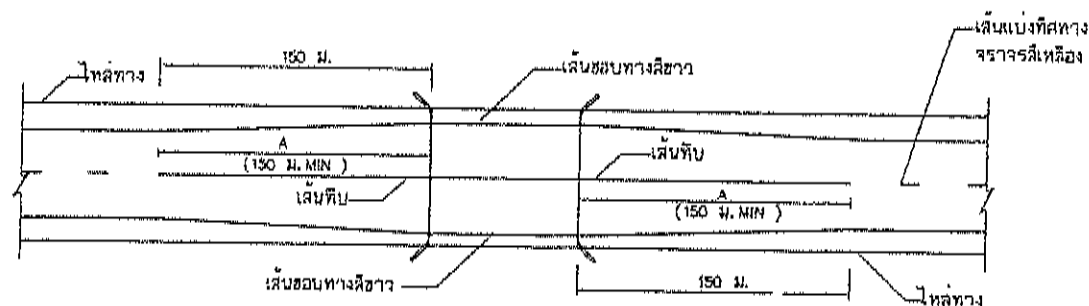 เส้นแบ่งทิศทาง
จราจรสีเหลือง
150 ม.
ไหล่ทาง
เส้นขอบทางสีขาว
A
(150 ม. MIN)
เส้นทึบ
เส้นทึบ
A
(150 ม. MIN)
เส้นขอบทางสีขาว
150 ม.
ไหล่ทาง